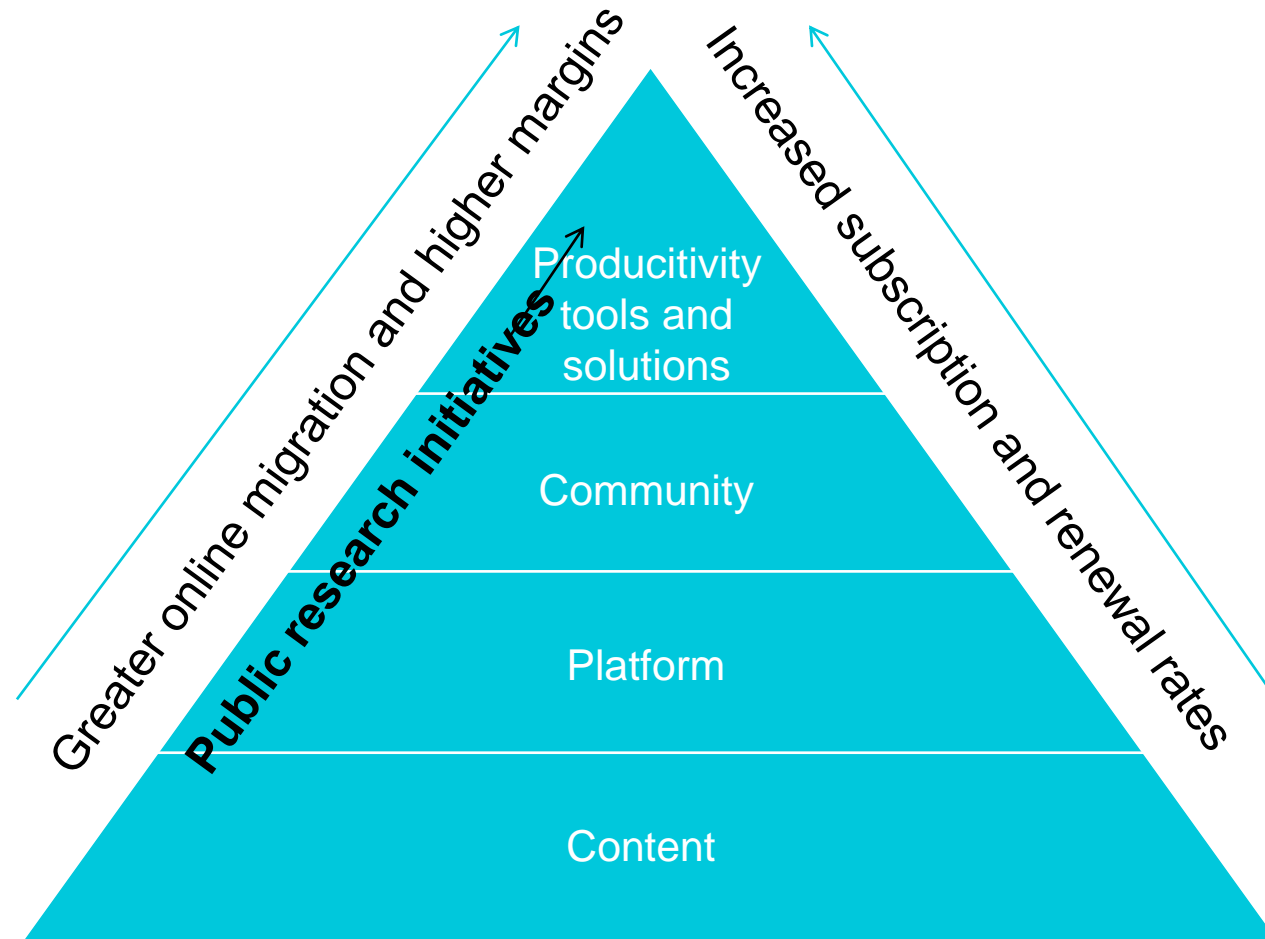 Greater online migration and higher margins
Increased subscription and renewal rates
Public research initiatives
Producitivity
tools and
solutions
Community
Platform
Content